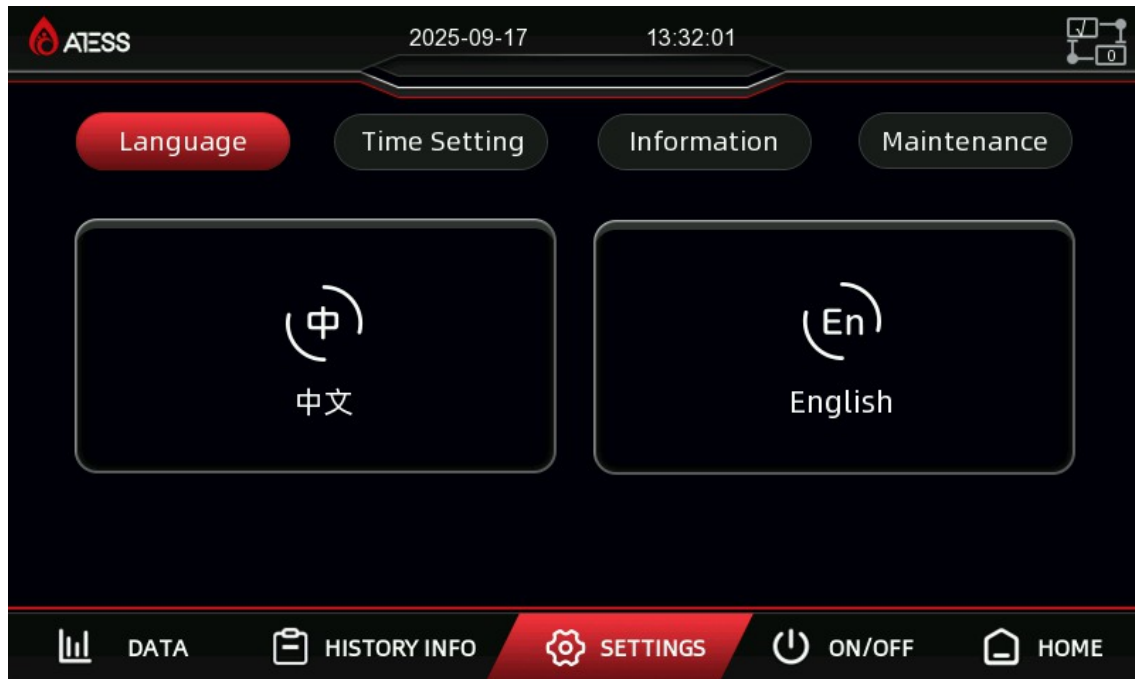 ATESS 2025-09-17 13:32:01
0
Language Time Setting Information Maintenance
中 En
中文 English
DATA HISTORY INFO SETTINGS ON/OFF HOME